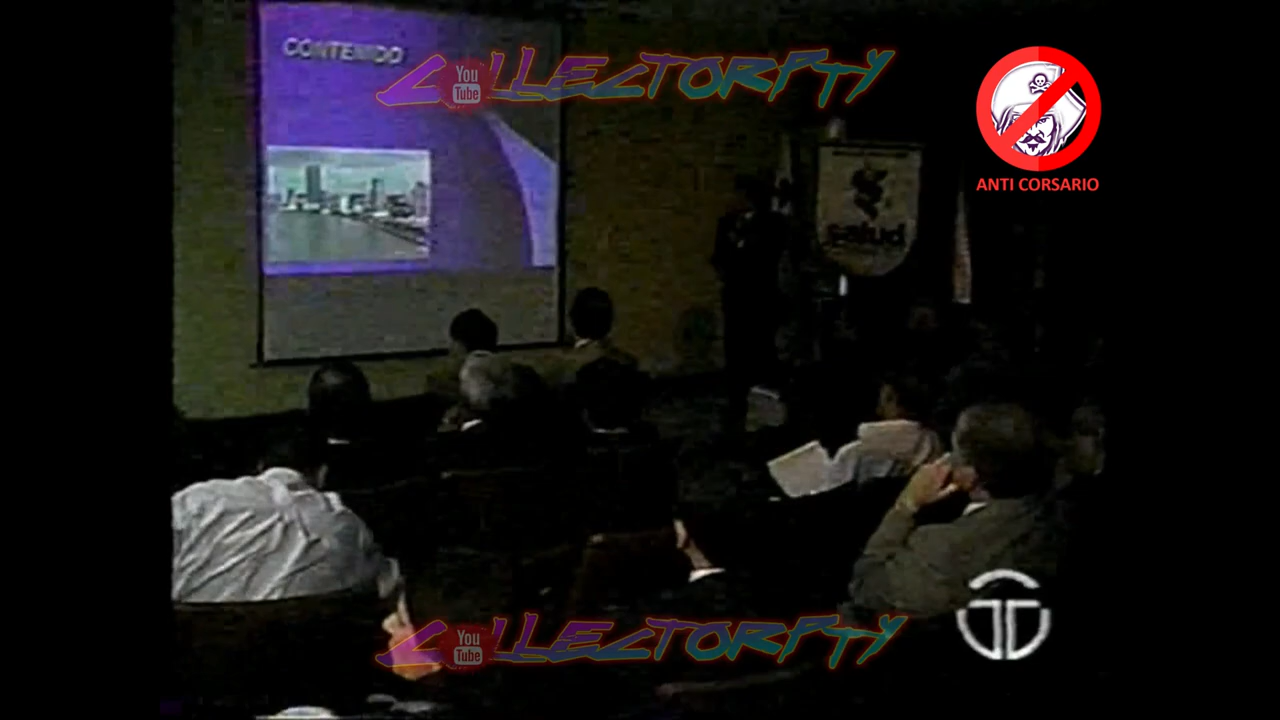 CONTENIDO
COLLECTORPTY
You
Tube
ANTI CORSARIO
salud
COLLECTORPTY
You
Tube